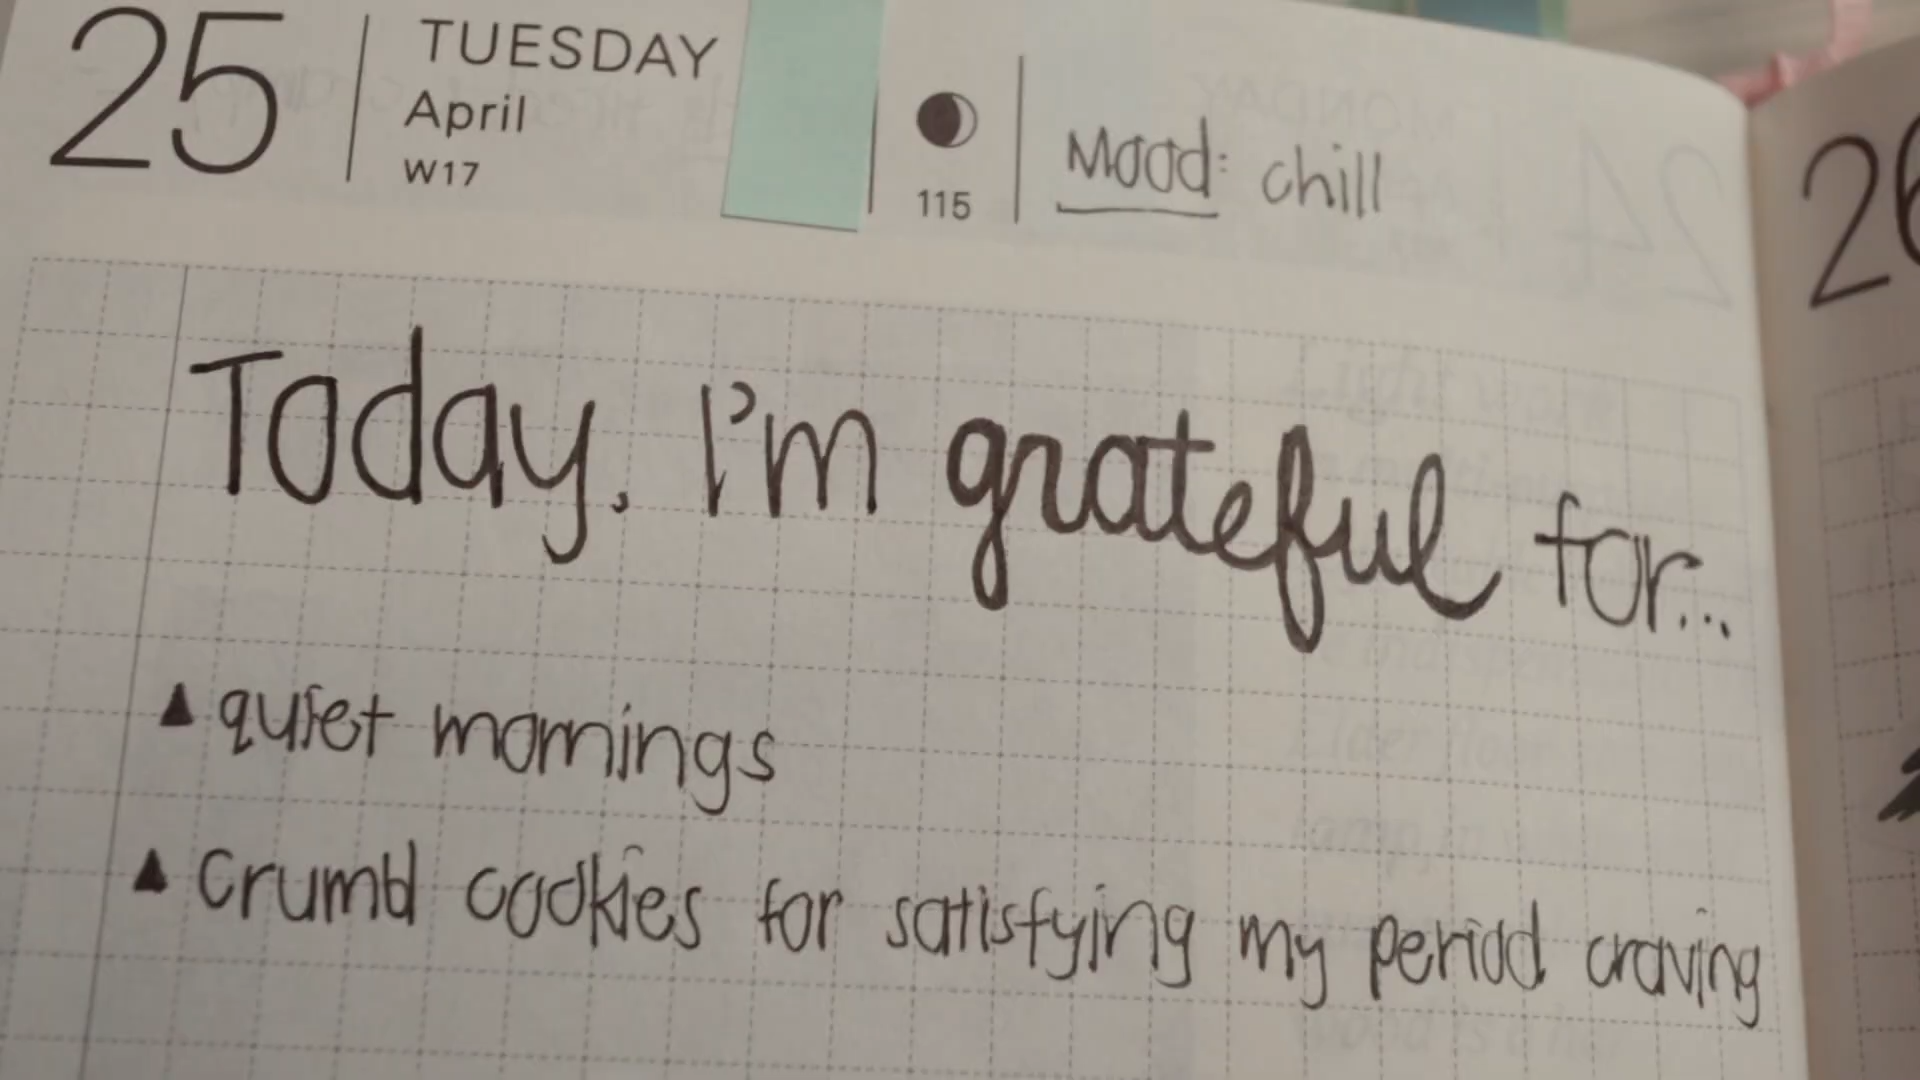 25
TUESDAY
April
W17
115
Mood: chill
26
Today, I'm grateful for...
▲ quiet mornings
▲ crumbl cookies for satisfying my period craving